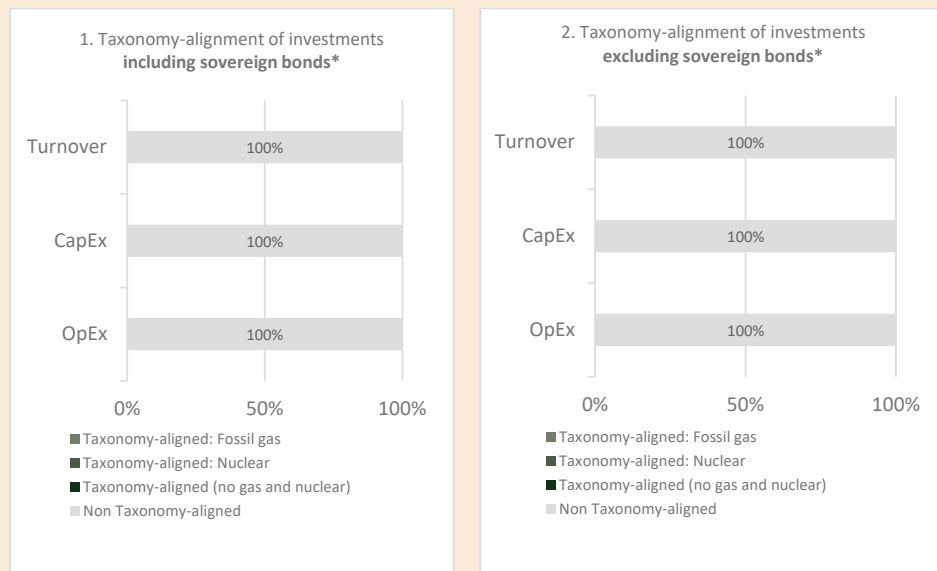 1. Taxonomy-alignment of investments
including sovereign bonds*
Turnover
100%
CapEx
100%
OpEx
100%
0%
50%
100%
Taxonomy-aligned: Fossil gas
Taxonomy-aligned: Nuclear
Taxonomy-aligned (no gas and nuclear)
Non Taxonomy-aligned
2. Taxonomy-alignment of investments
excluding sovereign bonds*
Turnover
100%
CapEx
100%
OpEx
100%
0%
50%
100%
Taxonomy-aligned: Fossil gas
Taxonomy-aligned: Nuclear
Taxonomy-aligned (no gas and nuclear)
Non Taxonomy-aligned